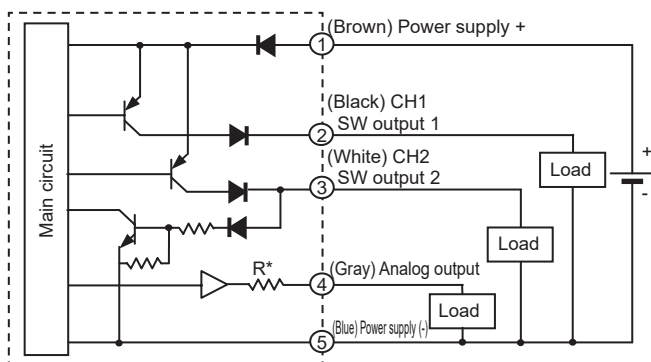 (Brown) Power supply +
1
(Black) CH1
SW output 1
2
(White) CH2
SW output 2
3
Main circuit
Load
+
-
Load
R*
4
(Gray) Analog output
Load
5
(Blue) Power supply (-)